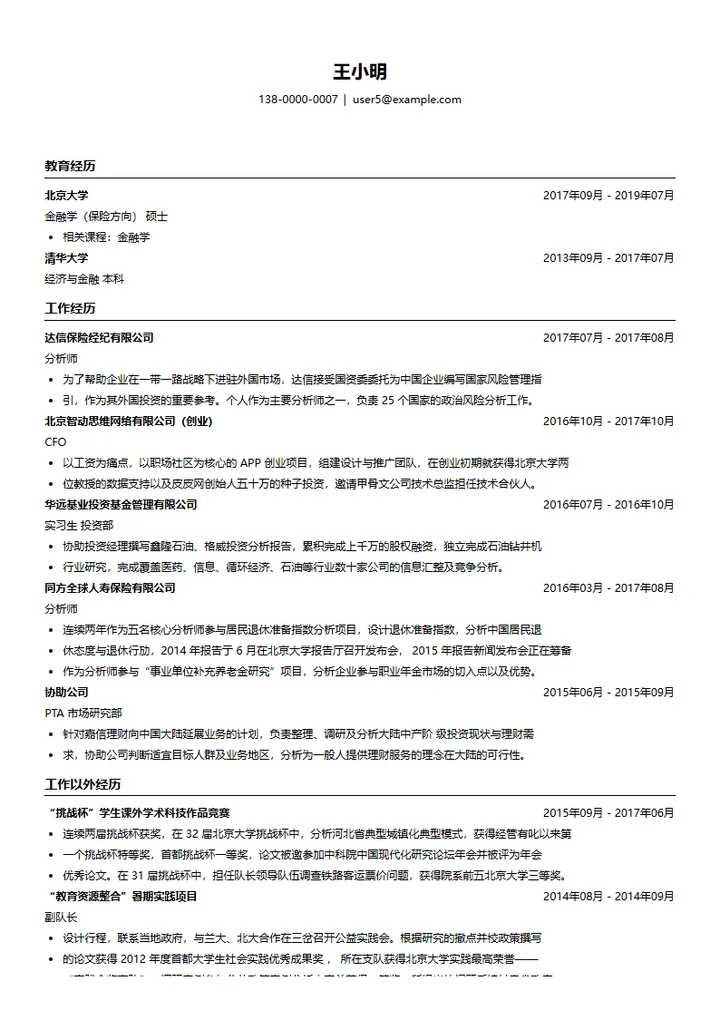 王小明
138-0000-0007 | user5@example.com
教育经历
北京大学 2017年09月 - 2019年07月
金融学（保险方向） 硕士
• 相关课程：金融学
清华大学 2013年09月 - 2017年07月
经济与金融 本科
工作经历
达信保险经纪有限公司 2017年07月 - 2017年08月
分析师
• 为了帮助企业在一带一路战略下进驻外国市场，达信接受国资委委托为中国企业编写国家风险管理指
• 引，作为其外国投资的重要参考。个人作为主要分析师之一，负责 25 个国家的政治风险分析工作。
北京智动思维网络有限公司（创业） 2016年10月 - 2017年10月
CFO
• 以工资为痛点，以职场社区为核心的 APP 创业项目，组建设计与推广团队，在创业初期就获得北京大学两
• 位教授的数据支持以及皮皮网创始人五十万的种子投资，邀请甲骨文公司技术总监担任技术合伙人。
华远基业投资基金管理有限公司 2016年07月 - 2016年10月
实习生 投资部
• 协助投资经理撰写鑫隆石油、格威投资分析报告，累积完成上千万的股权融资，独立完成石油钻井机
• 行业研究，完成覆盖医药、信息、循环经济、石油等行业数十家公司的信息汇整及竞争分析。
同方全球人寿保险有限公司 2016年03月 - 2017年08月
分析师
• 连续两年作为五名核心分析师参与居民退休准备指数分析项目，设计退休准备指数，分析中国居民退
• 休态度与退休行为，2014 年报告于 6 月在北京大学报告厅召开发布会， 2015 年报告新闻发布会正在筹备
• 作为分析师参与“事业单位补充养老金研究”项目，分析企业参与职业年金市场的切入点以及优势。
协助公司 2015年06月 - 2015年09月
PTA 市场研究部
• 针对嘉信理财向中国大陆延展业务的计划，负责整理、调研及分析大陆中产阶 级投资现状与理财需
• 求，协助公司判断适宜目标人群及业务地区，分析为一般人提供理财服务的理念在大陆的可行性。
工作以外经历
“挑战杯”学生课外学术科技作品竞赛 2015年09月 - 2017年06月
• 连续两届挑战杯获奖，在 32 届北京大学挑战杯中，分析河北省典型城镇化典型模式，获得经管有叱以来第
• 一个挑战杯特等奖，首都挑战杯一等奖，论文被邀参加中科院中国现代化研究论坛年会并被评为年会
• 优秀论文。在 31 届挑战杯中，担任队长领导队伍调查铁路客运票价问题，获得院系前五北京大学三等奖。
“教育资源整合”暑期实践项目 2014年08月 - 2014年09月
副队长
• 设计行程，联系当地政府，与兰大、北大合作在三岔召开公益实践会。根据研究的撤点并校政策撰写
• 的论文获得 2012 年度首都大学生社会实践优秀成果奖 ， 所在支队获得北京大学实践最高荣誉——